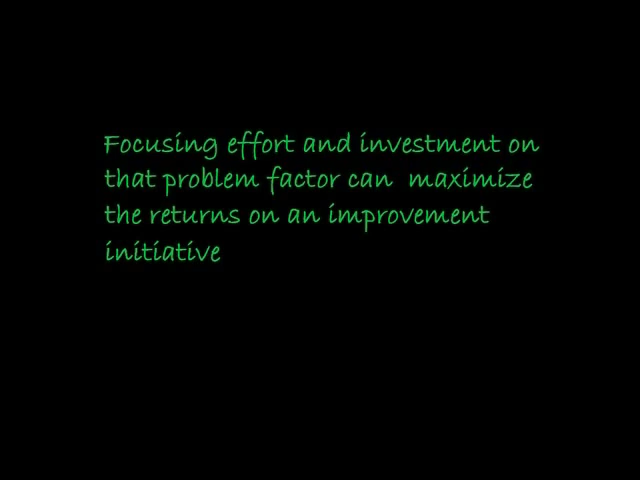 Focusing effort and investment on
that problem factor can  maximize
the returns on an improvement
initiative